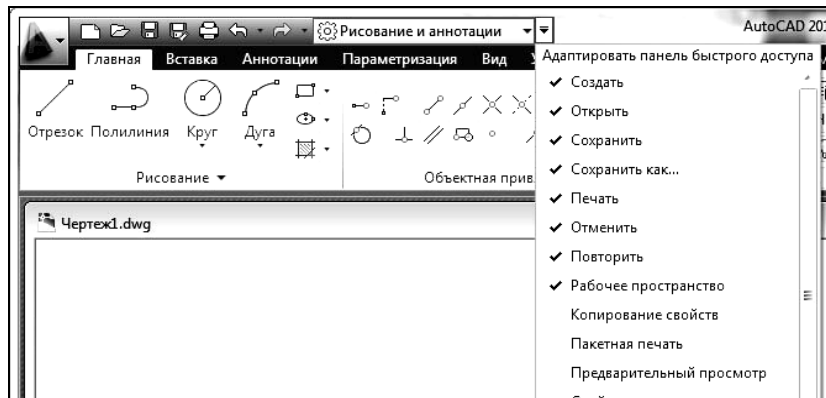 Рисование и аннотации
AutoCAD 201
Главная Вставка Аннотации Параметризация Вид
Адаптировать панель быстрого доступа
Создать
Открыть
Сохранить
Сохранить как...
Печать
Отменить
Повторить
Рабочее пространство
Копирование свойств
Пакетная печать
Предварительный просмотр
Отрезок Полилиния Круг Дуга
Рисование
Объектная прив
Чертеж1.dwg